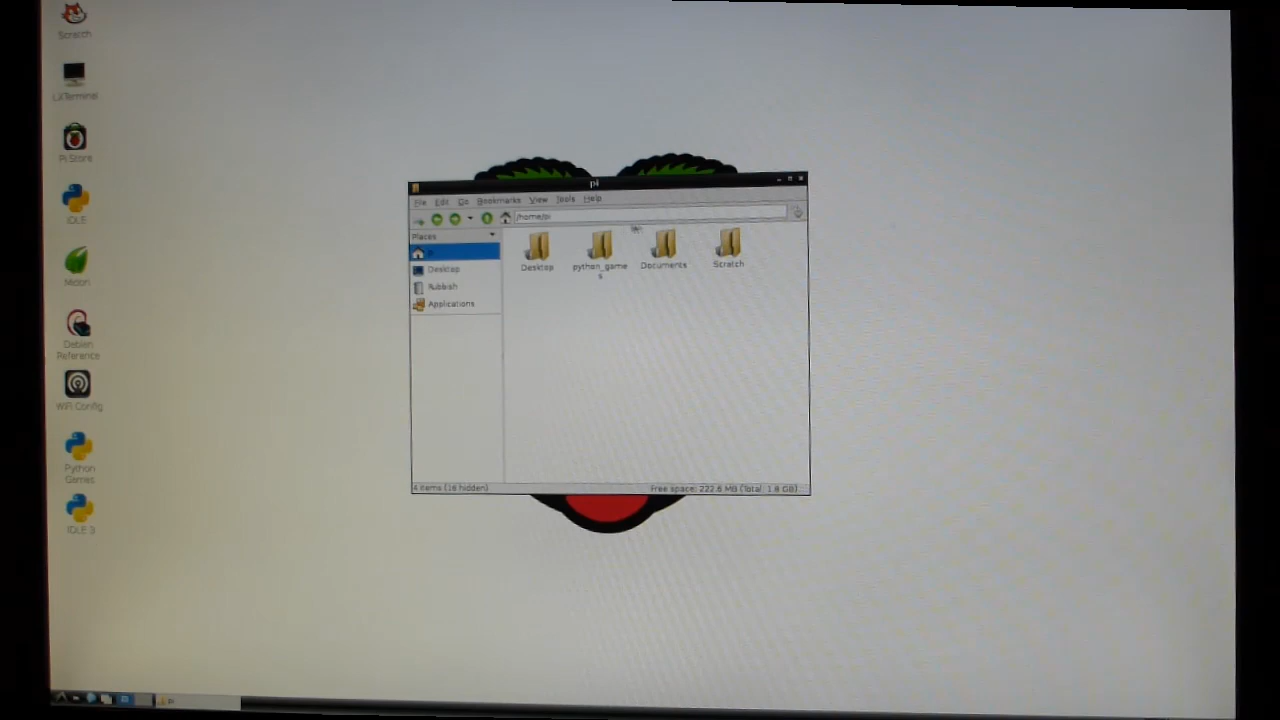 Scratch
LXTerminal
Pi Store
IDLE
Midori
Debian
Reference
WiFi Config
Python
Games
IDLE 3
pi
File Edit Go Bookmarks View Tools Help
/home/pi
Places
Desktop
Rubbish
Applications
Desktop
python_game
s
Documents
Scratch
4 items (16 hidden)
Free space: 222.6 MB (Total: 1.8 GB)
pi